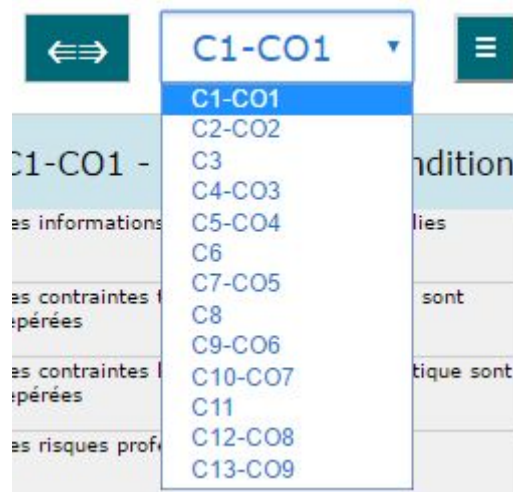 ⇐⇒ C1-CO1 ▾ ≡
C1-CO1
C2-CO2
C3
C4-CO3
C5-CO4
C6
C7-CO5
C8
C9-CO6
C10-CO7
C11
C12-CO8
C13-CO9
C1-CO1 - ndition
es informations lies
es contraintes t sont
epérées
es contraintes l tique sont
epérées
es risques profe